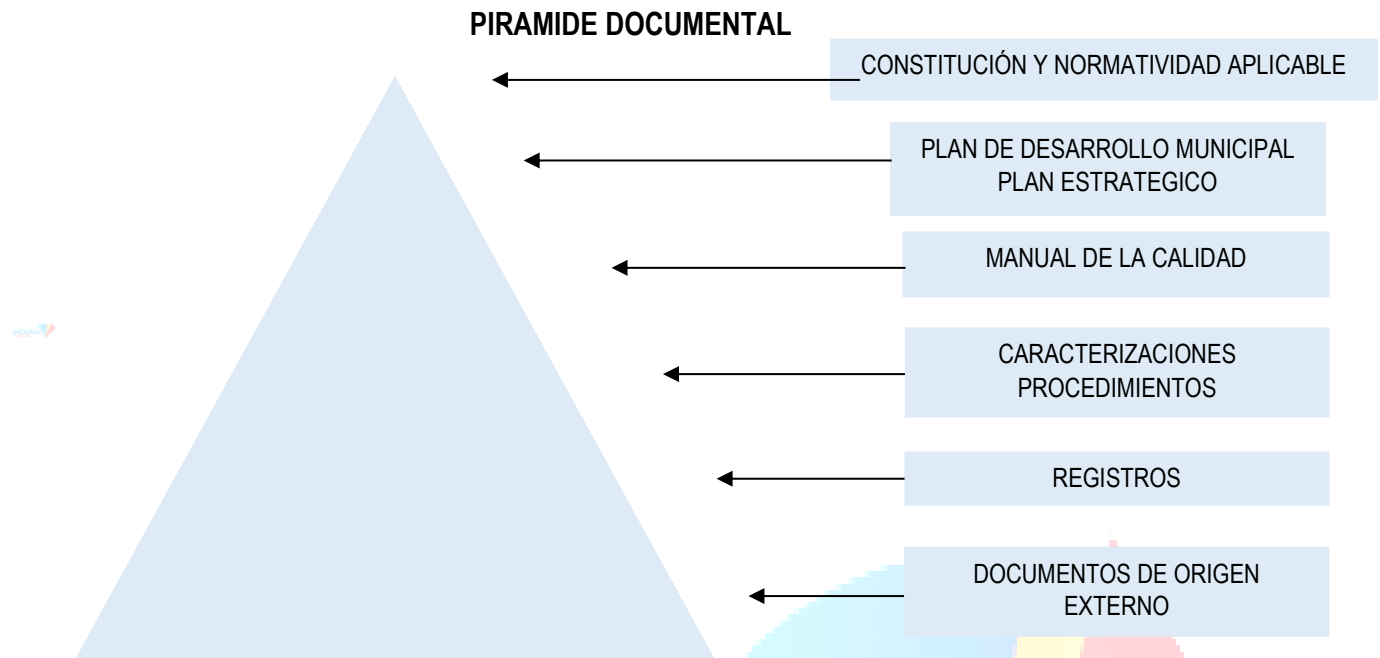 PIRAMIDE DOCUMENTAL
CONSTITUCIÓN Y NORMATIVIDAD APLICABLE
PLAN DE DESARROLLO MUNICIPAL
PLAN ESTRATEGICO
MANUAL DE LA CALIDAD
CARACTERIZACIONES
PROCEDIMIENTOS
REGISTROS
DOCUMENTOS DE ORIGEN
EXTERNO